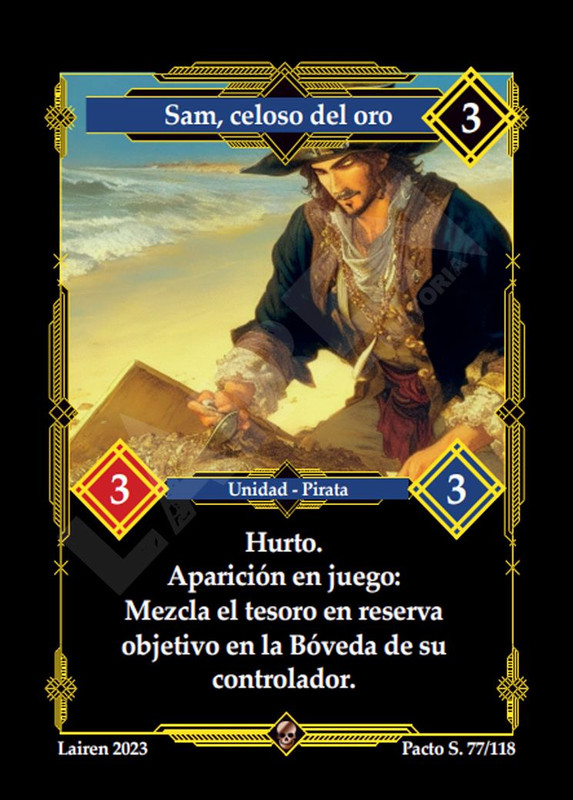 Sam, celoso del oro
3
3
Unidad - Pirata
3
Hurto.
Aparición en juego:
Mezcla el tesoro en reserva
objetivo en la Bóveda de su
controlador.
Lairen 2023
Pacto S. 77/118